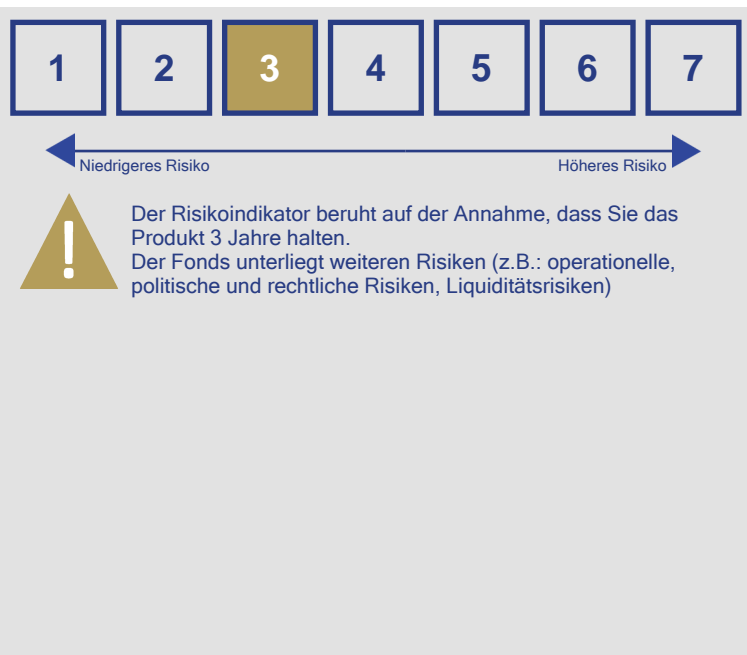 1 2 3 4 5 6 7
Niedrigeres Risiko Höheres Risiko
!
Der Risikoindikator beruht auf der Annahme, dass Sie das
Produkt 3 Jahre halten.
Der Fonds unterliegt weiteren Risiken (z.B.: operationelle,
politische und rechtliche Risiken, Liquiditätsrisiken)